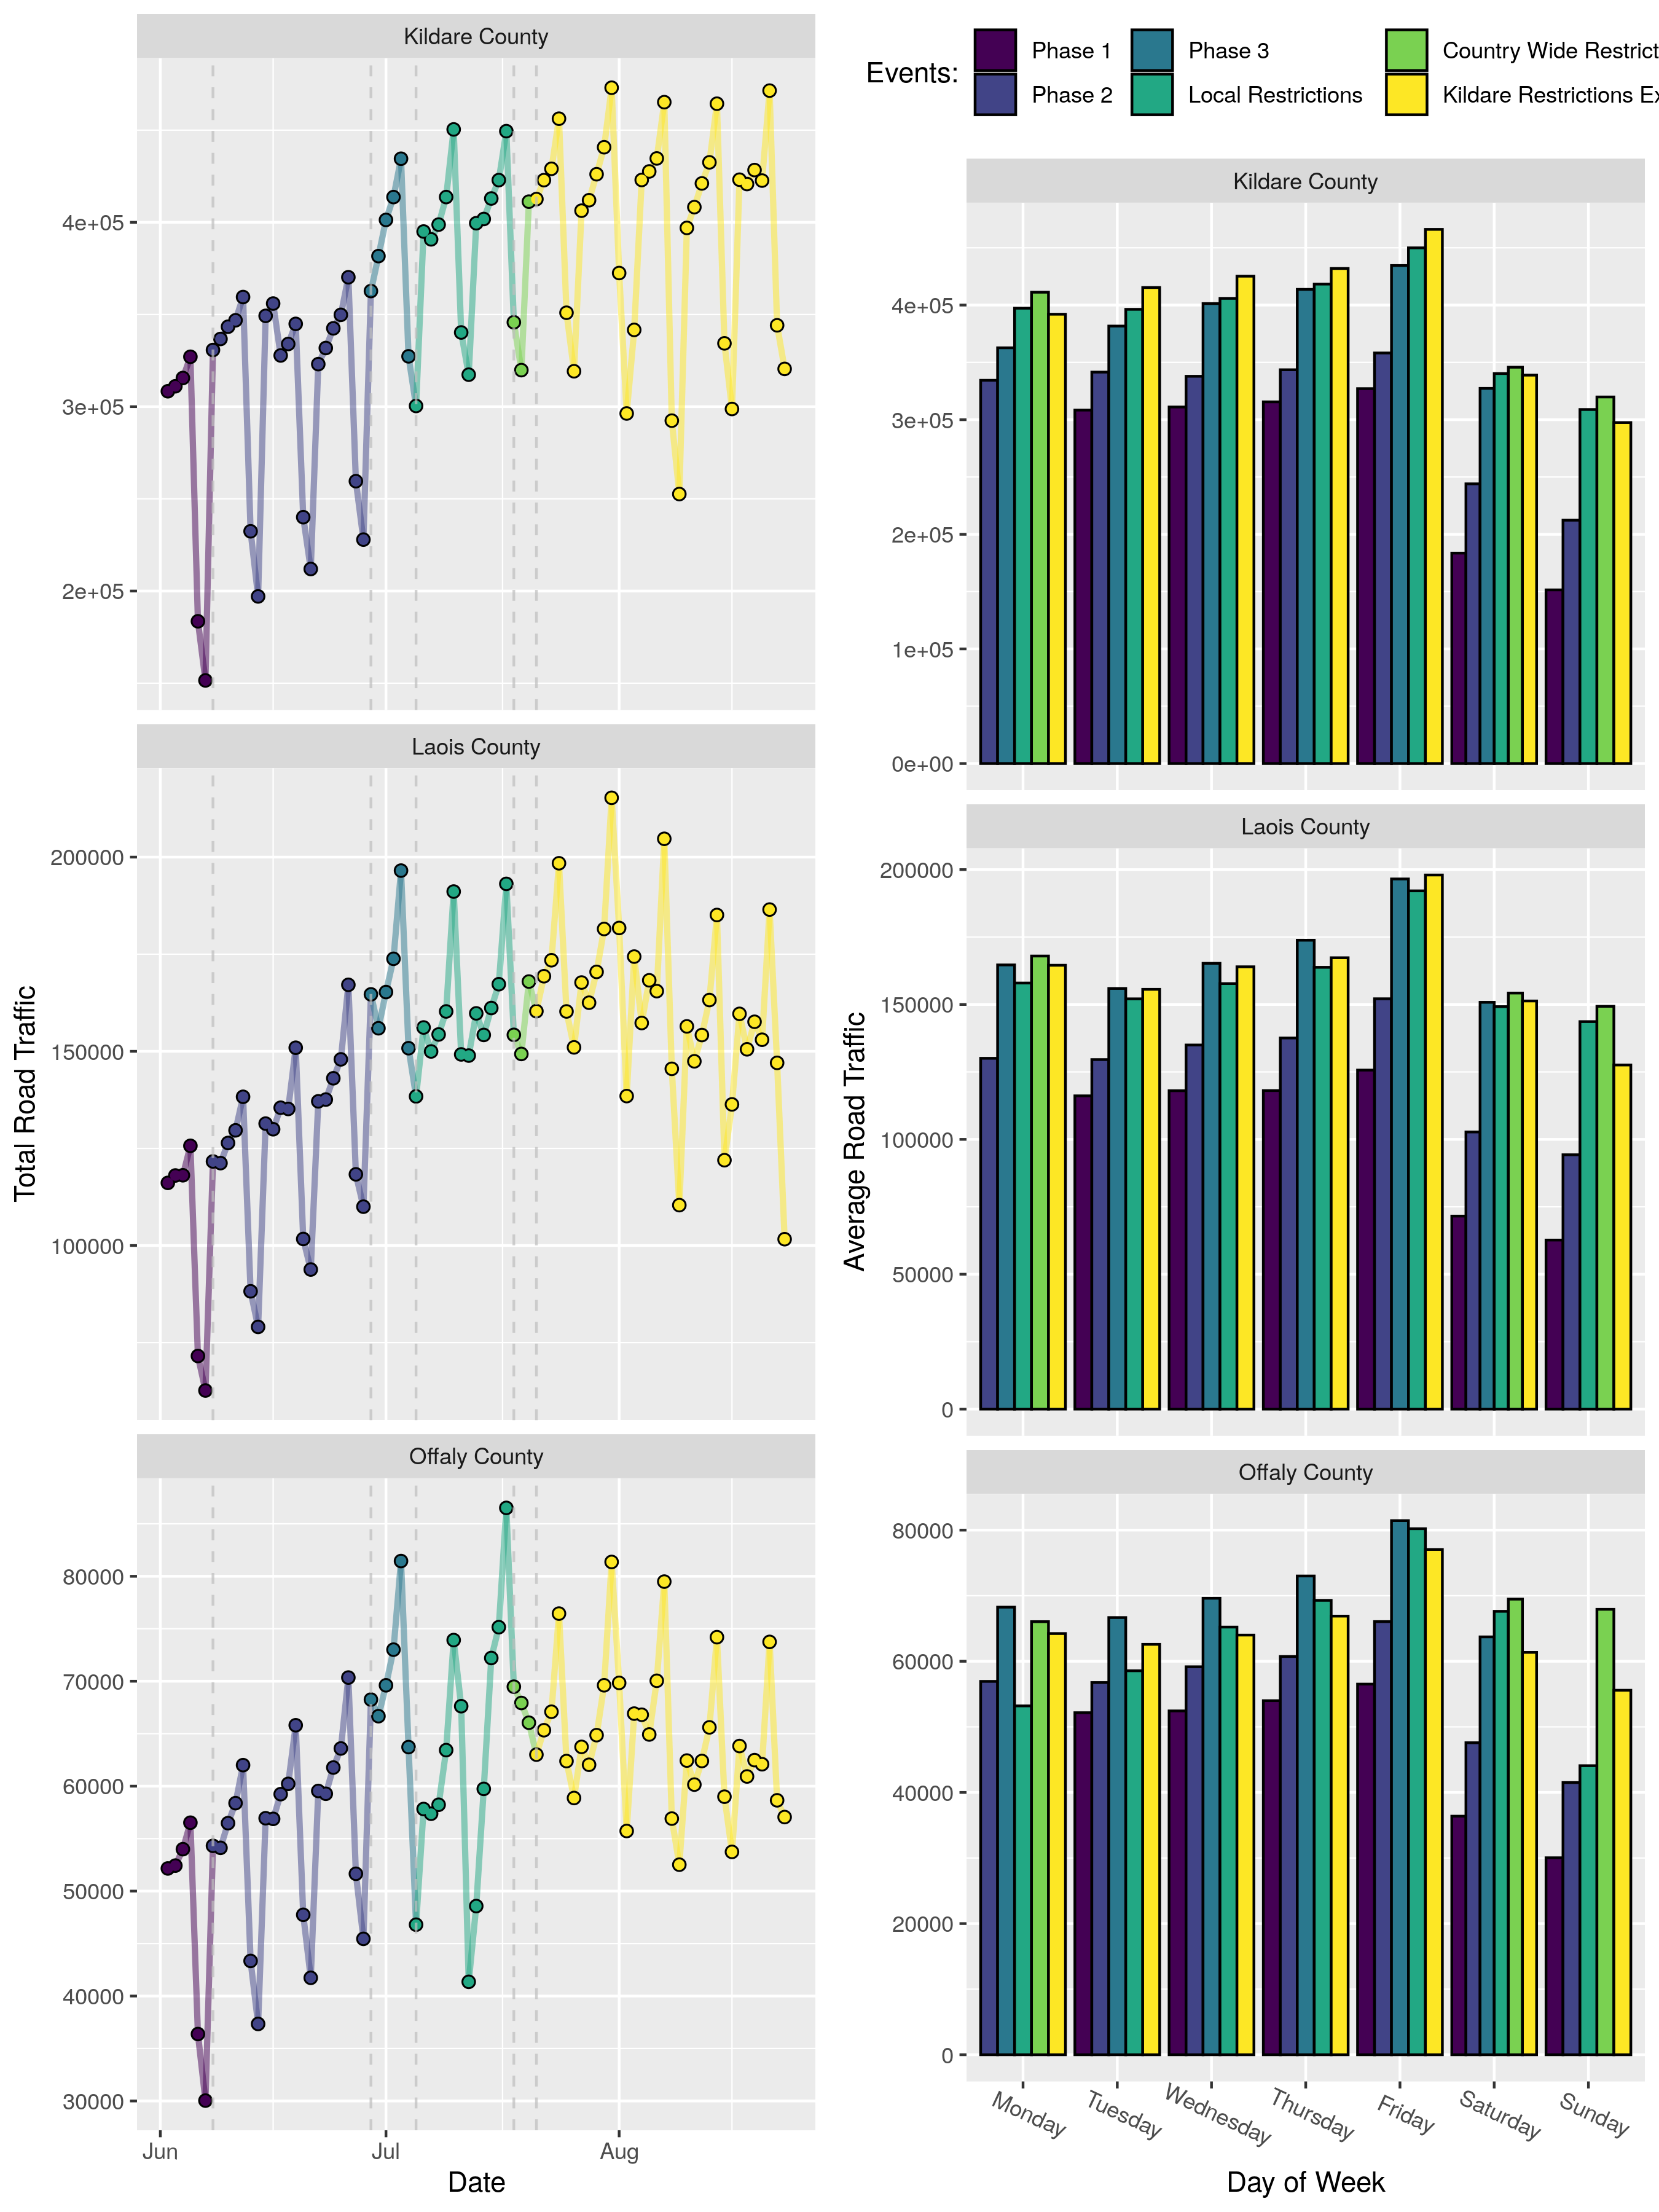 Kildare County
4e+05
3e+05
2e+05
Laois County
200000
150000
100000
Offaly County
80000
70000
60000
50000
40000
30000
Jun Jul Aug
Date
Total Road Traffic
Events:
Phase 1 Phase 3 Country Wide
Phase 2 Local Restrictions Kildare Restrictions
Kildare County
4e+05
3e+05
2e+05
1e+05
0e+00
Laois County
200000
150000
100000
50000
0
Offaly County
80000
60000
40000
20000
0
Monday Tuesday Wednesday Thursday Friday Saturday Sunday
Day of Week
Average Road Traffic